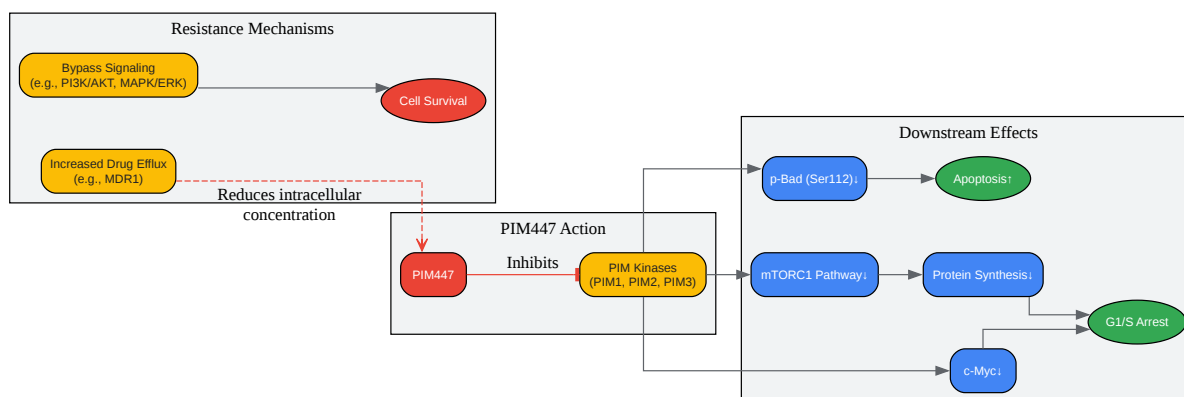 Resistance Mechanisms
Bypass Signaling
(e.g., PI3K/AKT, MAPK/ERK)
Cell Survival
Increased Drug Efflux
(e.g., MDR1)
Reduces intracellular
concentration
PIM447 Action
PIM447
Inhibits
PIM Kinases
(PIM1, PIM2, PIM3)
Downstream Effects
p-Bad (Ser112)↓
Apoptosis↑
mTORC1 Pathway↓
Protein Synthesis↓
G1/S Arrest
c-Myc↓